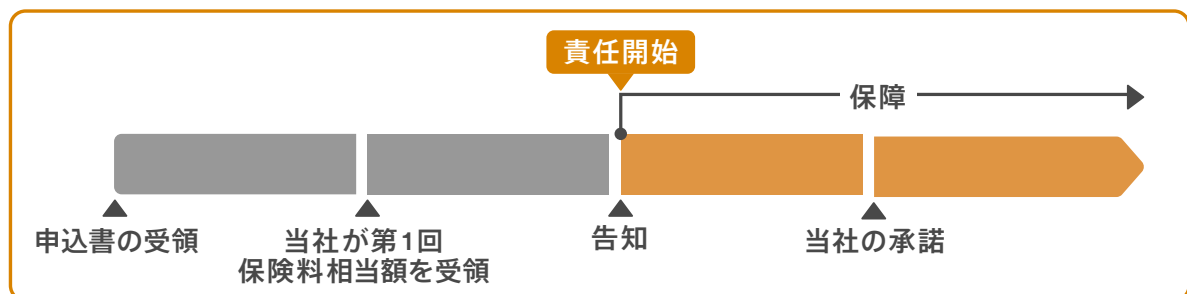 責任開始
保障
申込書の受領
当社が第1回
保険料相当額を受領
告知
当社の承諾